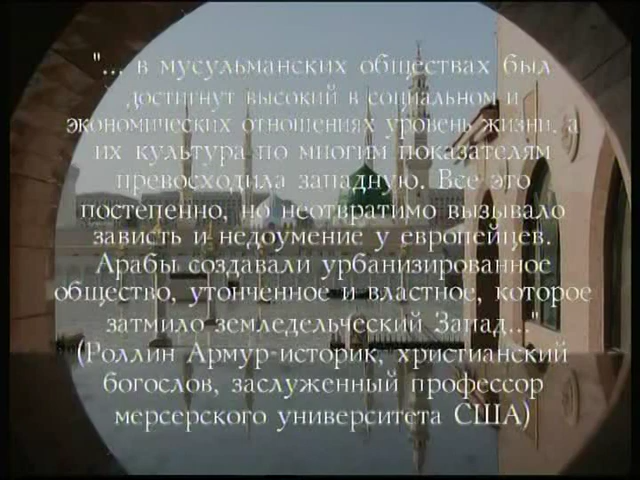 "... в мусульманских обществах был
достигнут высокий в социальном и
экономических отношениях уровень жизни, а
их культура по многим показателям
превосходила западную. Все это
постепенно, но неотвратимо вызывало
зависть и недоумение у европейцев.
Арабы создавали урбанизированное
общество, утонченное и властное, которое
затмило земледельческий Запад..."
(Роллин Армур-историк, христианский
богослов, заслуженный профессор
мерсерского университета США)